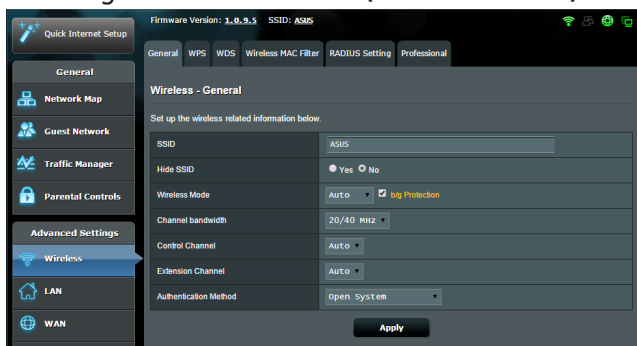 Firmware Version: 1.0.9.5 SSID: ASUS
Quick Internet Setup
General WPS WDS Wireless MAC Filter RADIUS Setting Professional
General
Network Map
Guest Network
Traffic Manager
Parental Controls
Advanced Settings
Wireless
LAN
WAN
Wireless - General
Set up the wireless related information below.
SSID ASUS
Hide SSID Yes No
Wireless Mode Auto b/g Protection
Channel bandwidth 20/40 MHz
Control Channel Auto
Extension Channel Auto
Authentication Method Open System
Apply